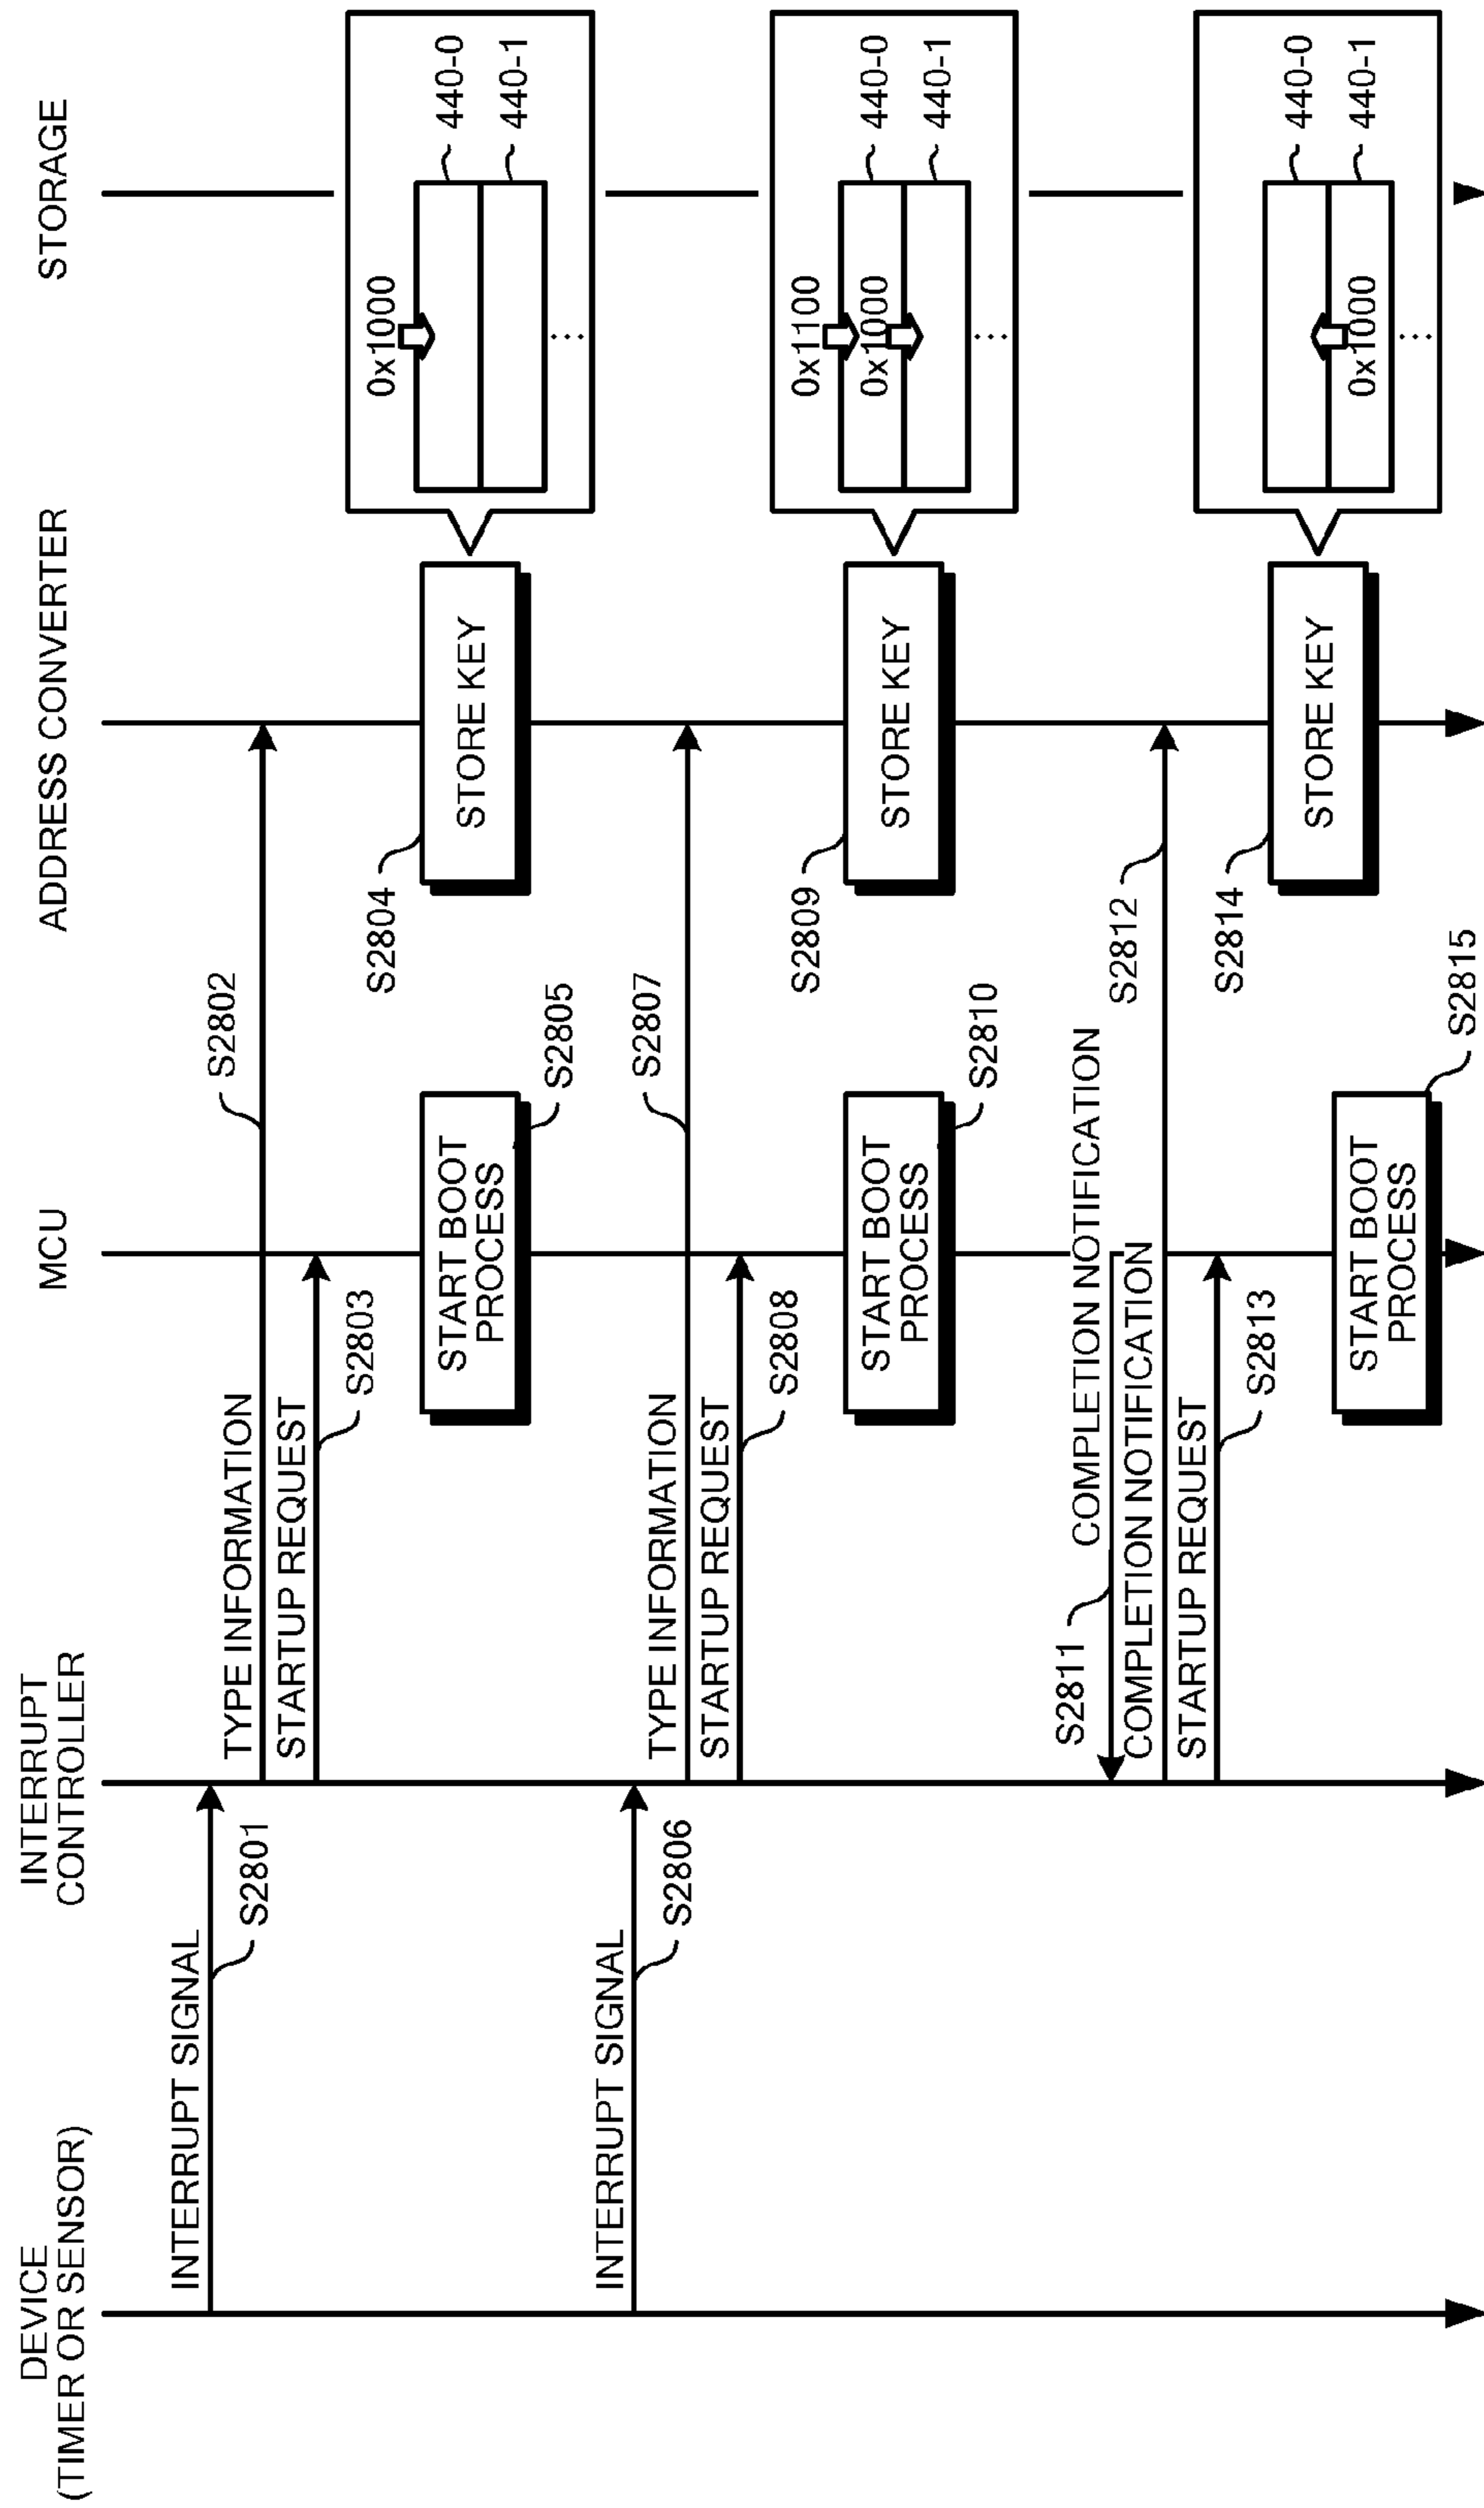 DEVICE
(TIMER OR SENSOR)
INTERRUPT
CONTROLLER
MCU
ADDRESS CONVERTER
STORAGE
INTERRUPT SIGNAL
S2801
TYPE INFORMATION
S2802
STARTUP REQUEST
S2803
START BOOT
PROCESS
S2805
S2804
STORE KEY
0x1000
440-0
440-1
INTERRUPT SIGNAL
S2806
TYPE INFORMATION
S2807
STARTUP REQUEST
S2808
START BOOT
PROCESS
S2810
S2809
STORE KEY
0x1100
0x1000
440-0
440-1
S2811
COMPLETION NOTIFICATION
COMPLETION NOTIFICATION
S2812
STARTUP REQUEST
S2813
S2814
STORE KEY
440-0
0x1000
440-1
START BOOT
PROCESS
S2815